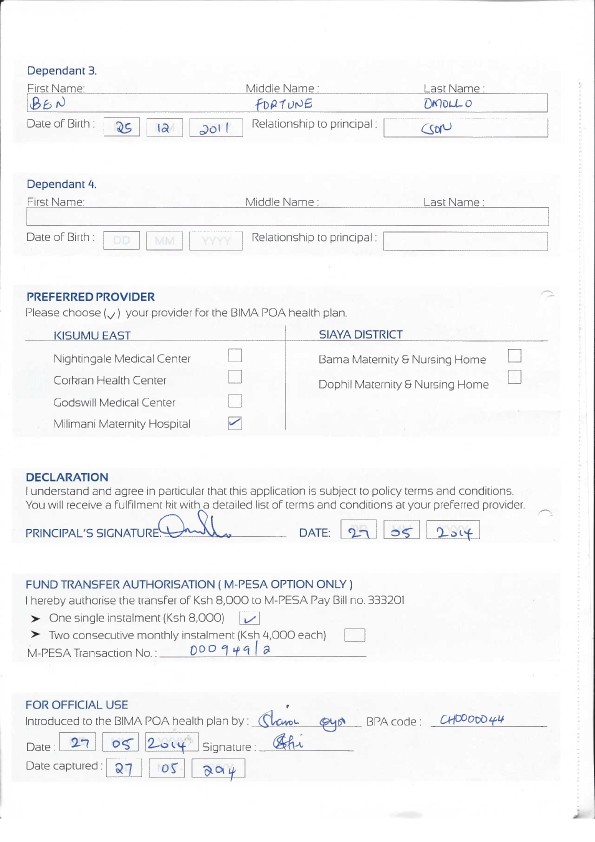 Dependant 3.
First Name: Middle Name : Last Name :
BEN FORTUNE OMOLLO
Date of Birth : 25 12 2011 Relationship to principal : SON
Dependant 4.
First Name: Middle Name : Last Name :
Date of Birth : DD MM YYYY Relationship to principal :
PREFERRED PROVIDER
Please choose (✓) your provider for the BIMA POA health plan.
KISUMU EAST SIAYA DISTRICT
Nightingale Medical Center
Bama Maternity & Nursing Home
Corkran Health Center
Dophil Maternity & Nursing Home
Godswill Medical Center
Milimani Maternity Hospital ✓
DECLARATION
I understand and agree in particular that this application is subject to policy terms and conditions.
You will receive a fulfilment kit with a detailed list of terms and conditions at your preferred provider.
PRINCIPAL'S SIGNATURE: DATE: 27 05 2014
FUND TRANSFER AUTHORISATION ( M-PESA OPTION ONLY )
I hereby authorise the transfer of Ksh 8,000 to M-PESA Pay Bill no. 333201
➤ One single instalment (Ksh 8,000) ✓
➤ Two consecutive monthly instalment (Ksh 4,000 each)
M-PESA Transaction No. : 00094912
FOR OFFICIAL USE
Introduced to the BIMA POA health plan by : BPA code : CH0000044
Date : 27 05 2014 Signature :
Date captured : 27 05 2014